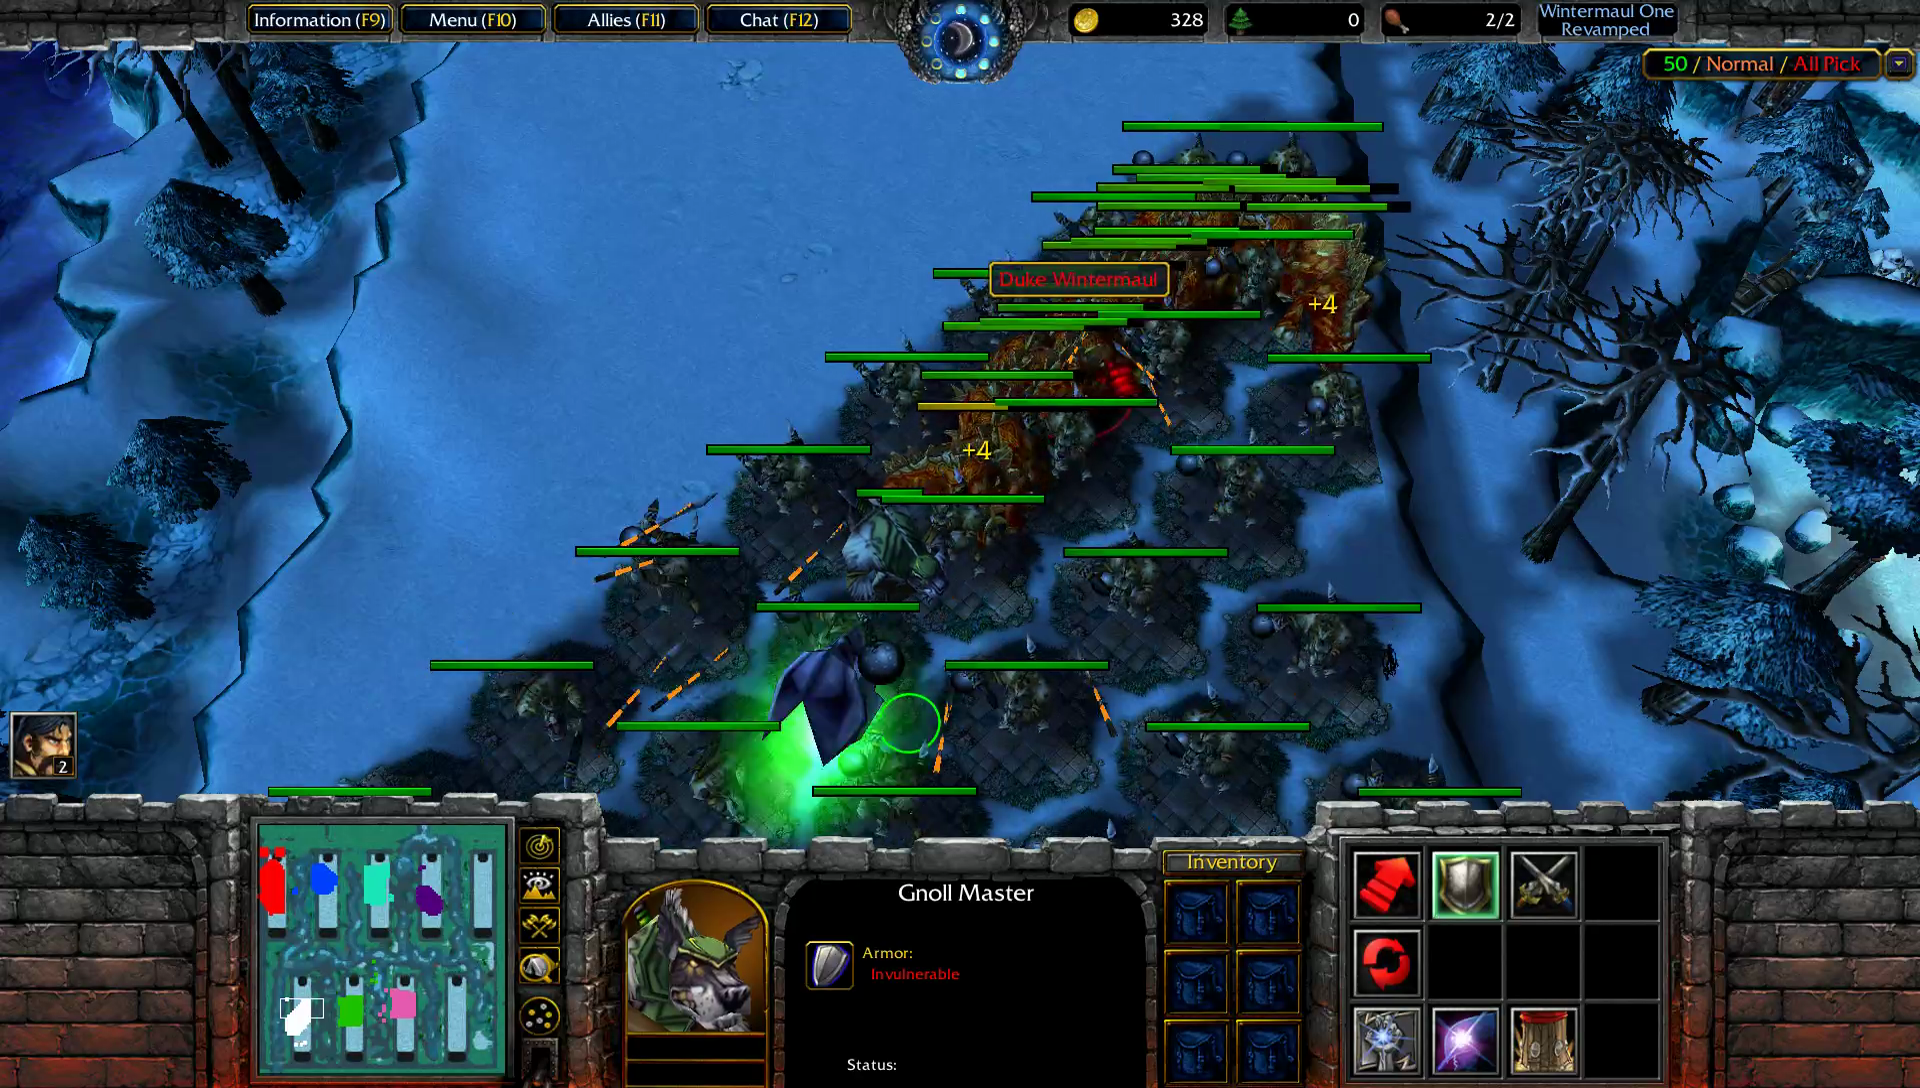 Information (F9)
Menu (F10)
Allies (F11)
Chat (F12)
328
0
2/2
Wintermaul One
Revamped
50 / Normal / All Pick
Duke Wintermaul
+4
+4
2
Gnoll Master
Armor:
Invulnerable
Status:
Inventory